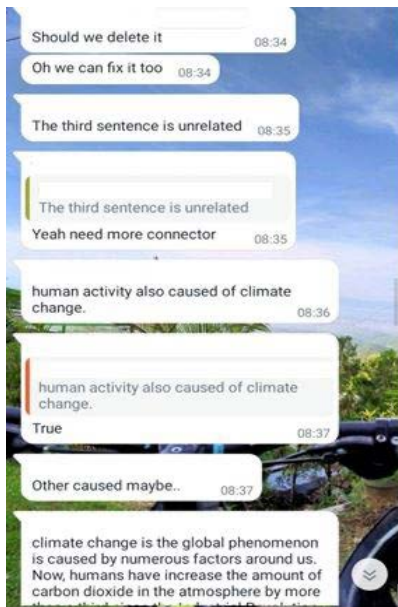 Should we delete it
08:34
Oh we can fix it too 08:34
The third sentence is unrelated 08:35
The third sentence is unrelated
Yeah need more connector 08:35
human activity also caused of climate
change.
08:36
human activity also caused of climate
change.
True
08:37
Other caused maybe.. 08:37
climate change is the global phenomenon
is caused by numerous factors around us.
Now, humans have increase the amount of
carbon dioxide in the atmosphere by more